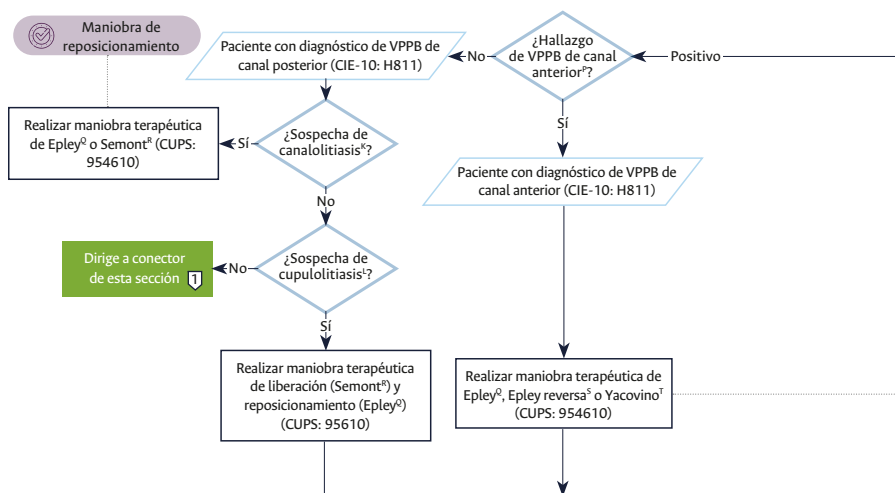 Maniobra de
reposicionamiento
Paciente con diagnóstico de VPPB de
canal posterior (CIE-10: H811)
No
¿Hallazgo
de VPPB de canal
anteriorᴾ?
Positivo
Sí
Realizar maniobra terapéutica
de Epleyꟴ o Semontᴿ (CUPS:
954610)
Sí
¿Sospecha de
canalolitiasisᴷ?
Paciente con diagnóstico de VPPB de
canal anterior (CIE-10: H811)
No
Dirige a conector
de esta sección 1
No
¿Sospecha de
cupulolitiasisᴸ?
Sí
Realizar maniobra terapéutica
de liberación (Semontᴿ) y
reposicionamiento (Epleyꟴ)
(CUPS: 95610)
Realizar maniobra terapéutica de
Epleyꟴ, Epley reversaˢ o Yacovinoᵀ
(CUPS: 954610)